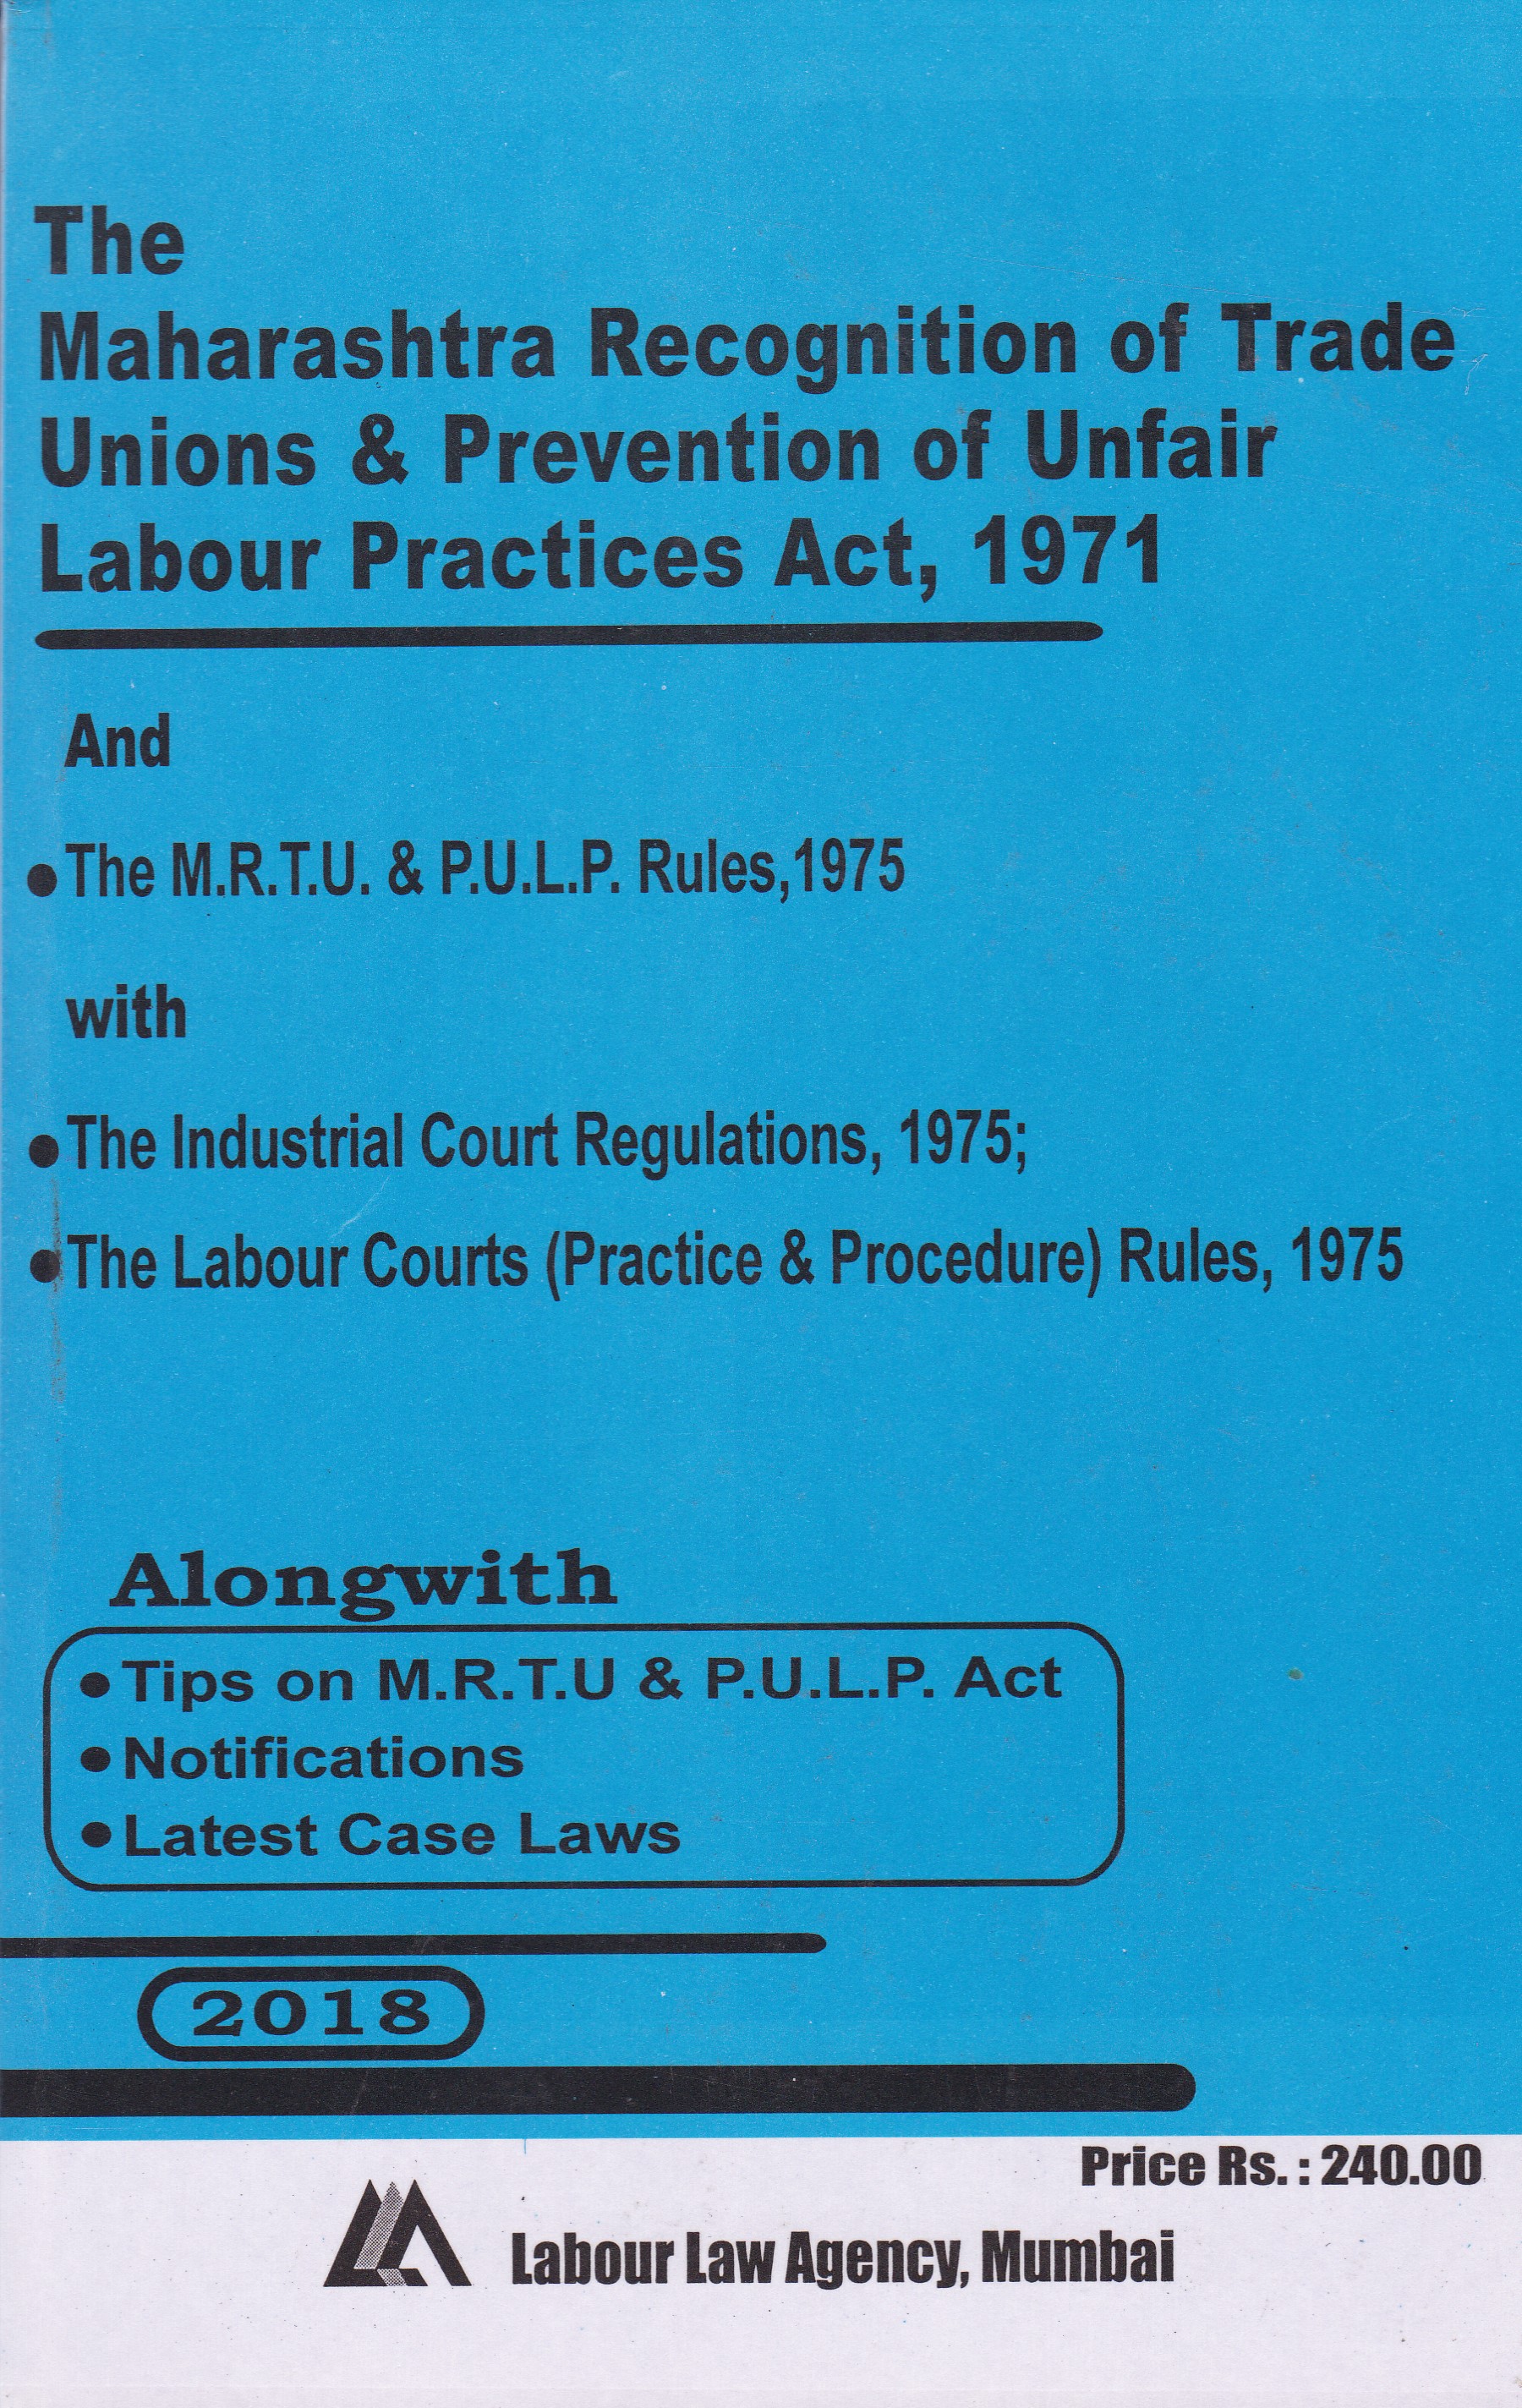 The
Maharashtra Recognition of Trade
Unions & Prevention of Unfair
Labour Practices Act, 1971
And
• The M.R.T.U. & P.U.L.P. Rules,1975
with
• The Industrial Court Regulations, 1975;
• The Labour Courts (Practice & Procedure) Rules, 1975
Alongwith
• Tips on M.R.T.U & P.U.L.P. Act
• Notifications
• Latest Case Laws
2018
Price Rs. : 240.00
Labour Law Agency, Mumbai